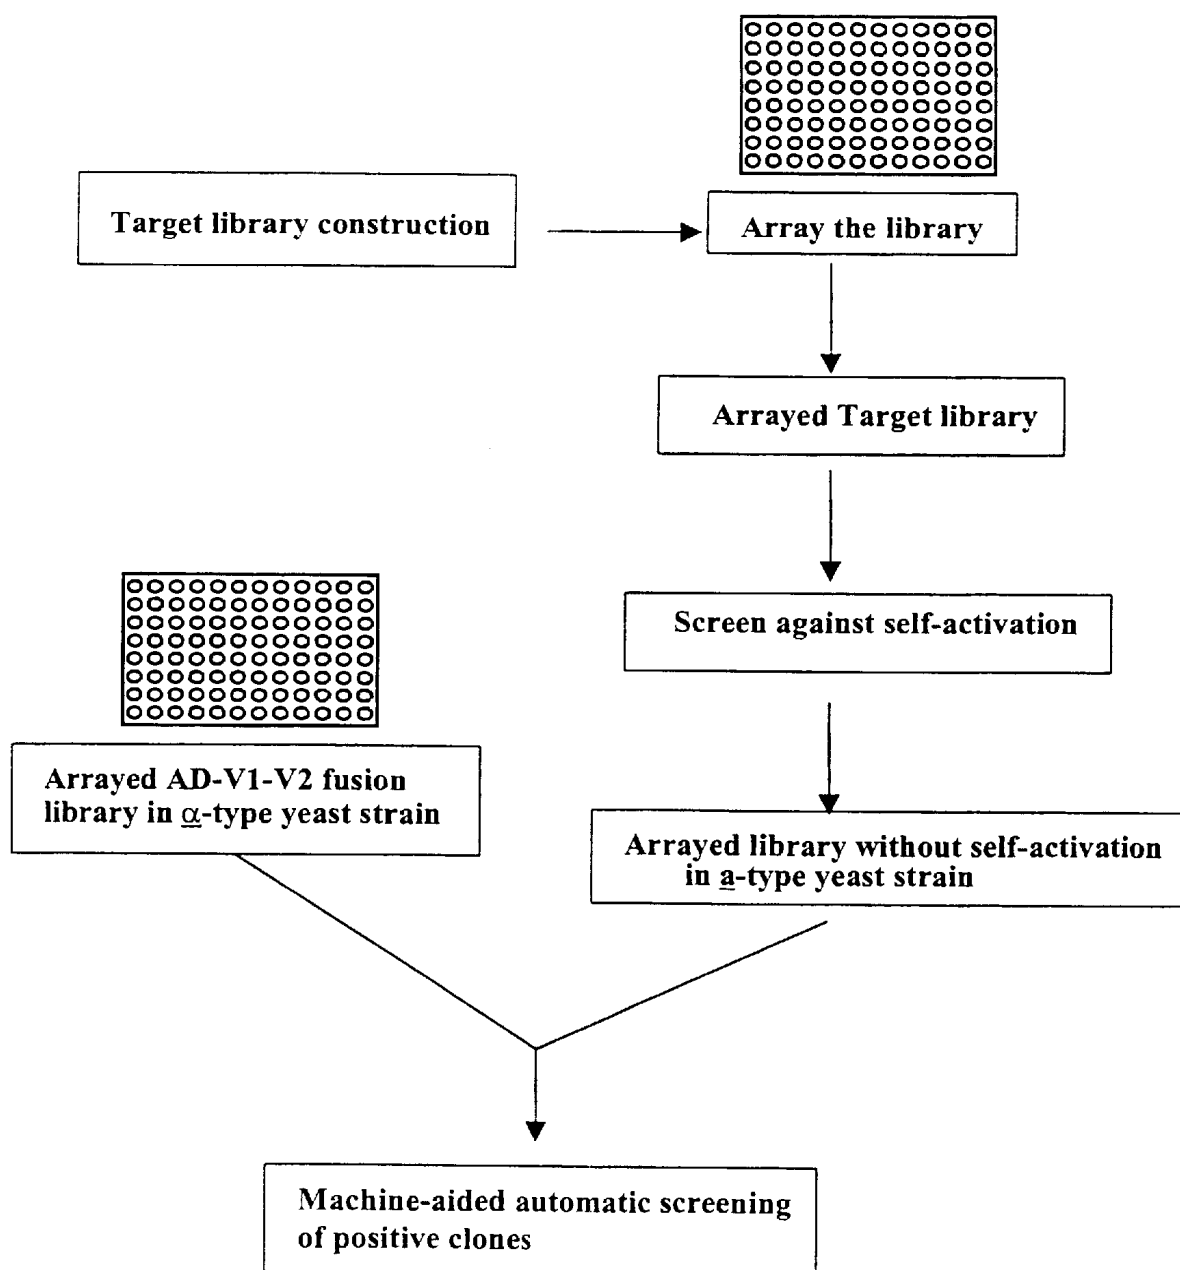 Target library construction
Array the library
Arrayed Target library
Screen against self-activation
Arrayed AD-V1-V2 fusion
library in α-type yeast strain
Arrayed library without self-activation
in a-type yeast strain
Machine-aided automatic screening
of positive clones